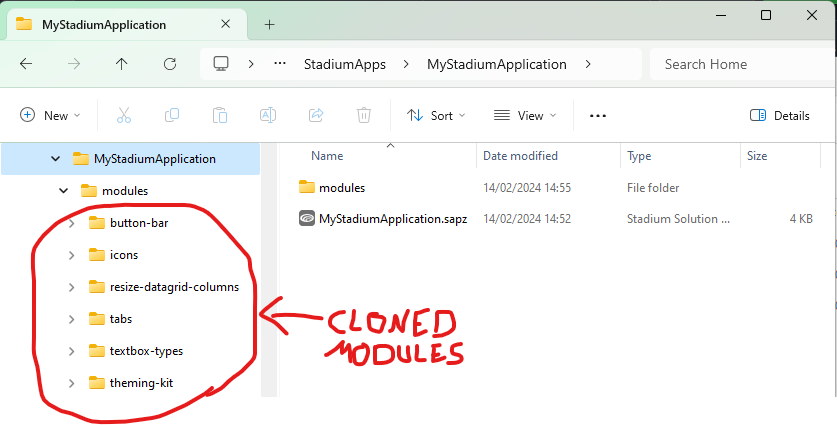 MyStadiumApplication
... StadiumApps MyStadiumApplication
Search Home
New
Sort
View
...
Details
MyStadiumApplication
modules
button-bar
icons
resize-datagrid-columns
tabs
textbox-types
theming-kit
Name Date modified Type Size
modules 14/02/2024 14:55 File folder
MyStadiumApplication.sapz 14/02/2024 14:52 Stadium Solution ... 4 KB
CLONED
MODULES